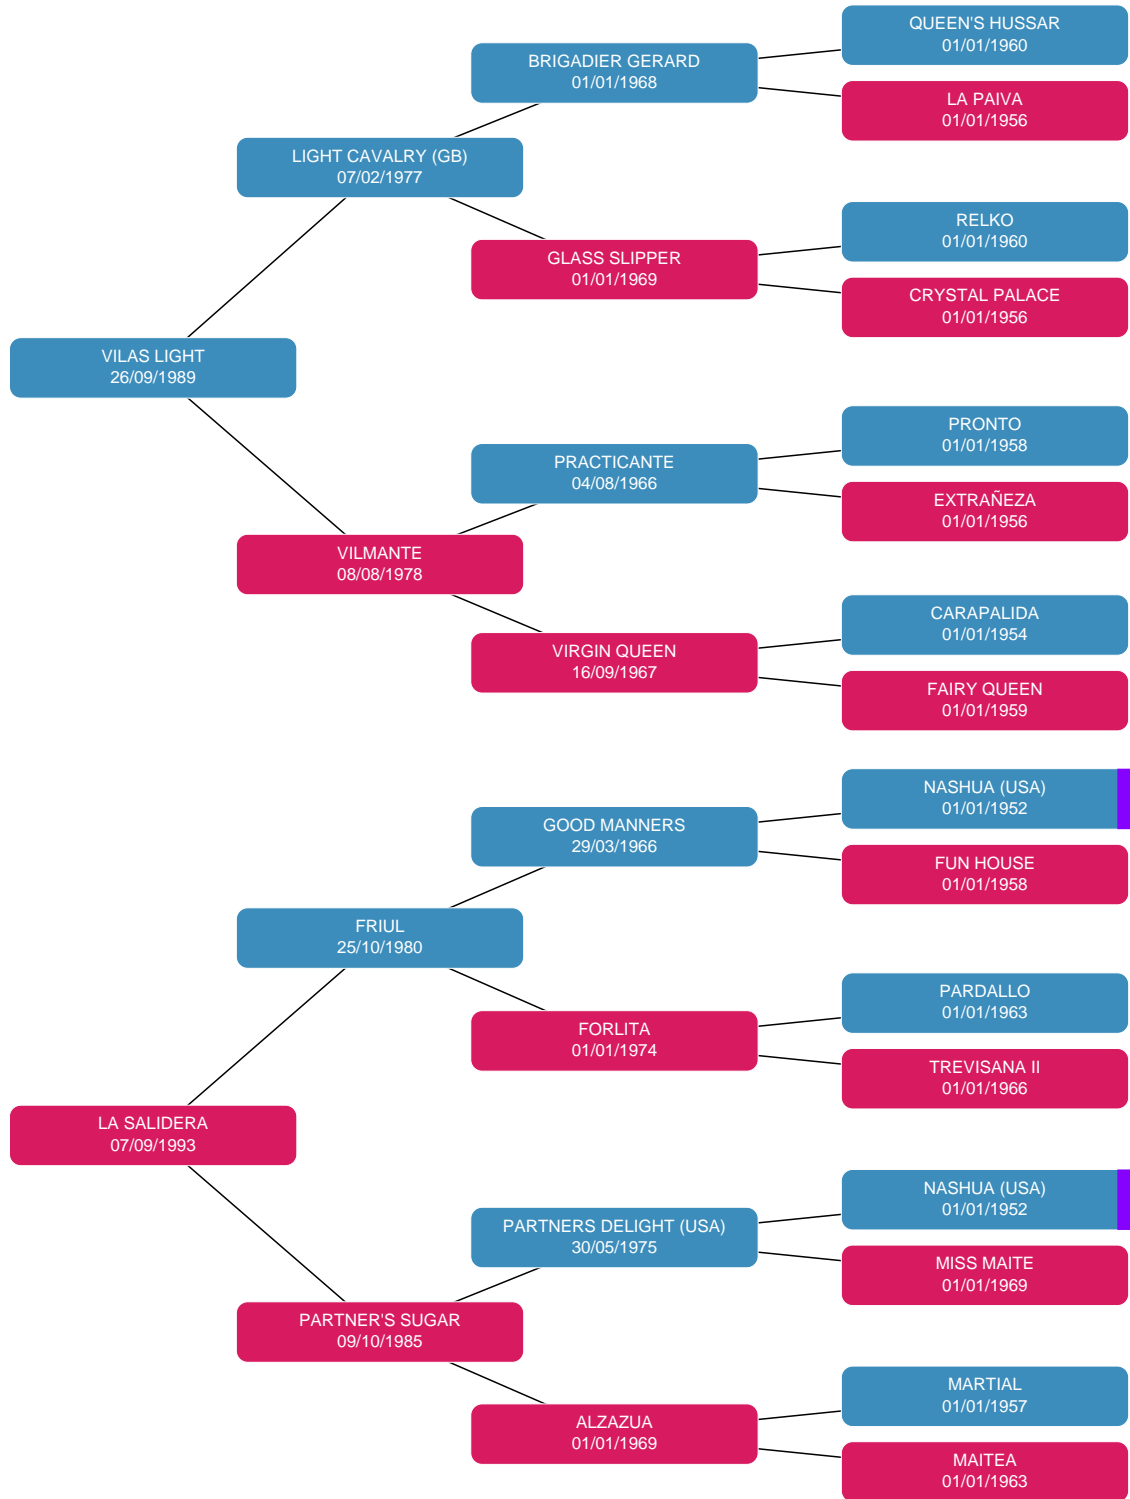 QUEEN'S HUSSAR
01/01/1960
BRIGADIER GERARD
01/01/1968
LA PAIVA
01/01/1956
LIGHT CAVALRY (GB)
07/02/1977
RELKO
01/01/1960
GLASS SLIPPER
01/01/1969
CRYSTAL PALACE
01/01/1956
VILAS LIGHT
26/09/1989
PRONTO
01/01/1958
PRACTICANTE
04/08/1966
EXTRAÑEZA
01/01/1956
VILMANTE
08/08/1978
CARAPALIDA
01/01/1954
VIRGIN QUEEN
16/09/1967
FAIRY QUEEN
01/01/1959
NASHUA (USA)
01/01/1952
GOOD MANNERS
29/03/1966
FUN HOUSE
01/01/1958
FRIUL
25/10/1980
PARDALLO
01/01/1963
FORLITA
01/01/1974
TREVISANA II
01/01/1966
LA SALIDERA
07/09/1993
NASHUA (USA)
01/01/1952
PARTNERS DELIGHT (USA)
30/05/1975
MISS MAITE
01/01/1969
PARTNER'S SUGAR
09/10/1985
MARTIAL
01/01/1957
ALZAZUA
01/01/1969
MAITEA
01/01/1963